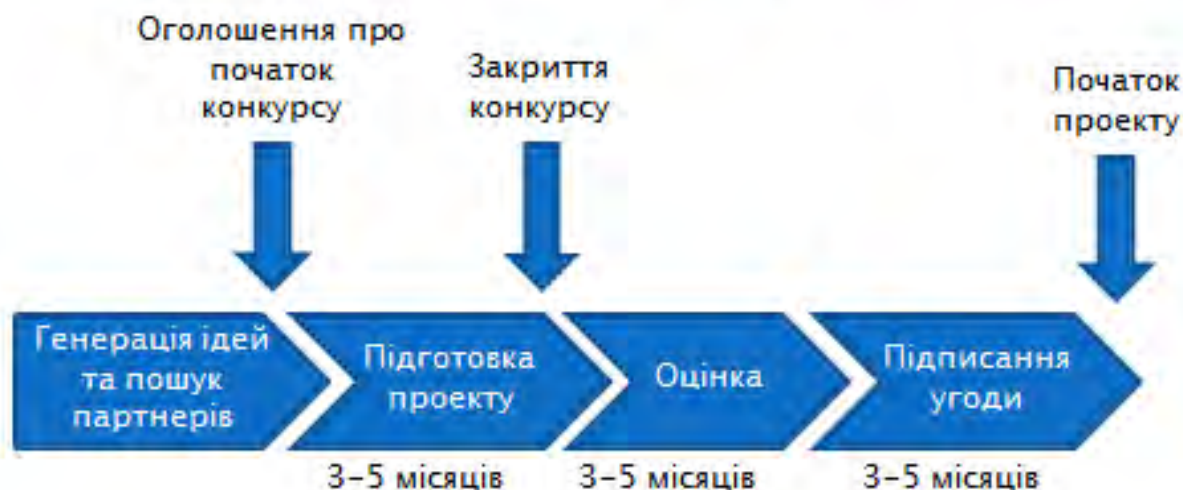 Оголошення про
початок
конкурсу
Закриття
конкурсу
Початок
проекту
Генерація ідей
та пошук
партнерів
Підготовка
проекту
Оцінка
Підписання
угоди
3–5 місяців
3–5 місяців
3–5 місяців